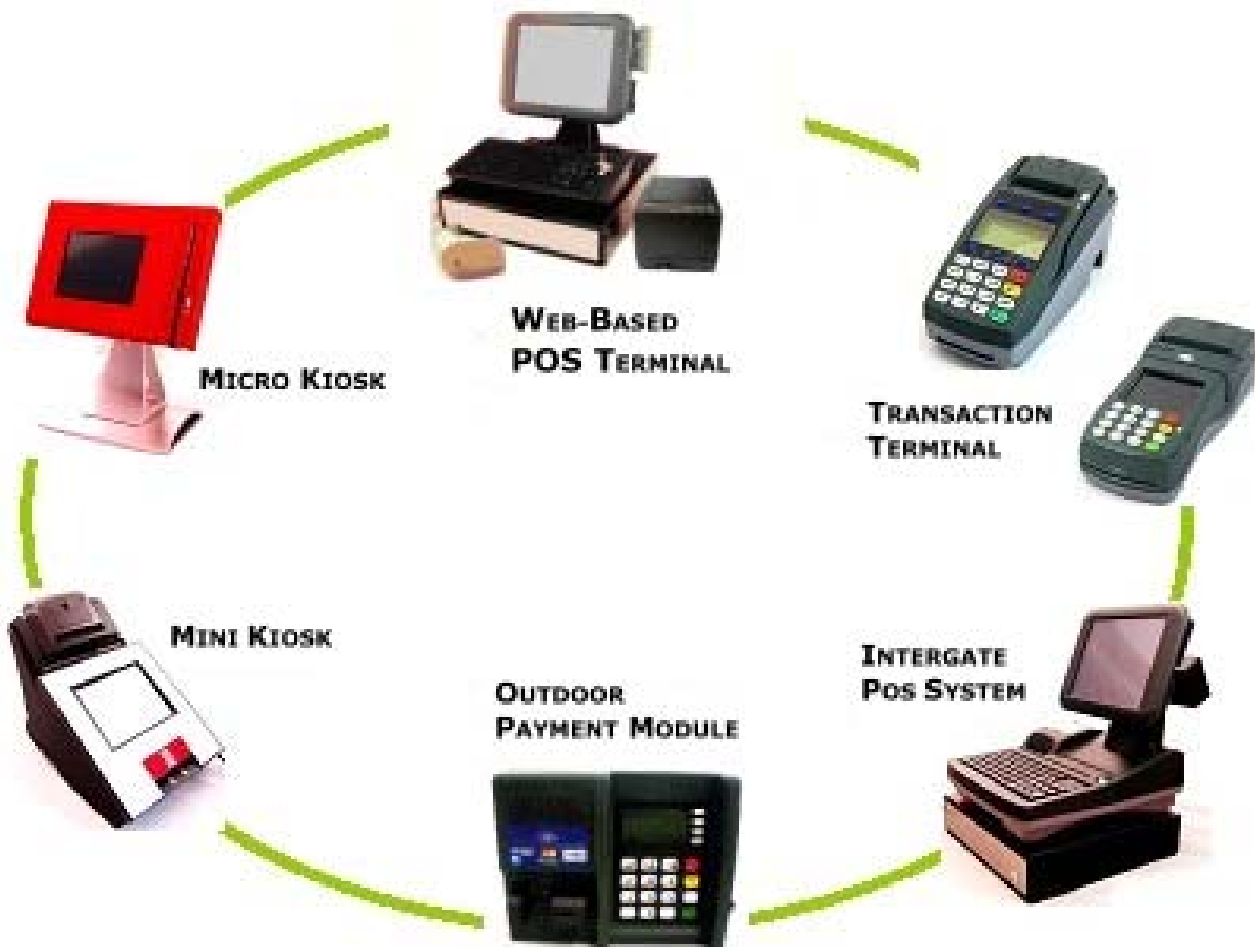 WEB-BASED
POS TERMINAL
MICRO KIOSK
TRANSACTION
TERMINAL
MINI KIOSK
INTERGATE
POS SYSTEM
OUTDOOR
PAYMENT MODULE